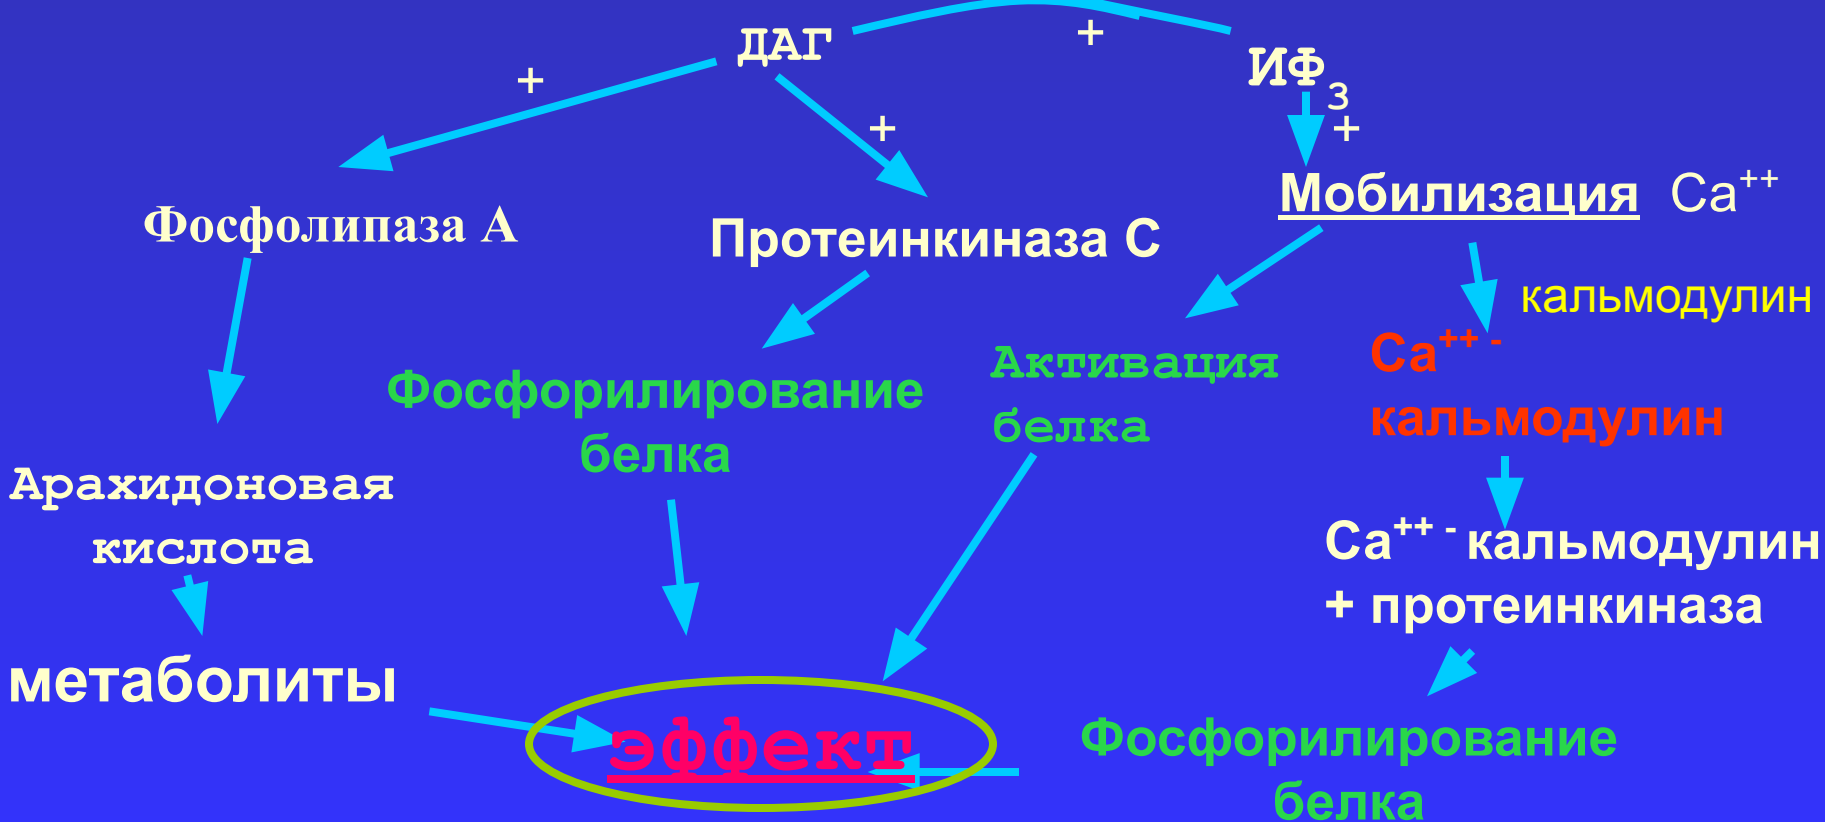 ДАГ
+
ИФ3
+
+
+
Фосфолипаза А
Протеинкиназа С
Мобилизация Са++
кальмодулин
Са++ -
кальмодулин
Активация
белка
Фосфорилирование
белка
Арахидоновая
кислота
Са++ - кальмодулин
+ протеинкиназа
метаболиты
эффект
Фосфорилирование
белка